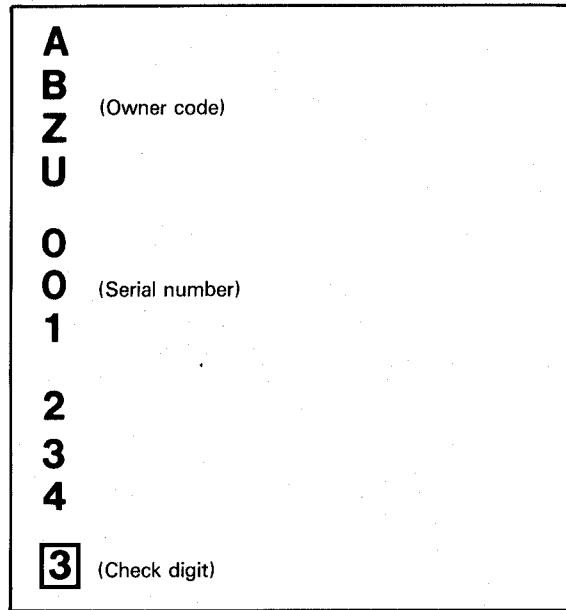 A
B
(Owner code)
Z
U
0
0 (Serial number)
1
2
3
4
3 (Check digit)